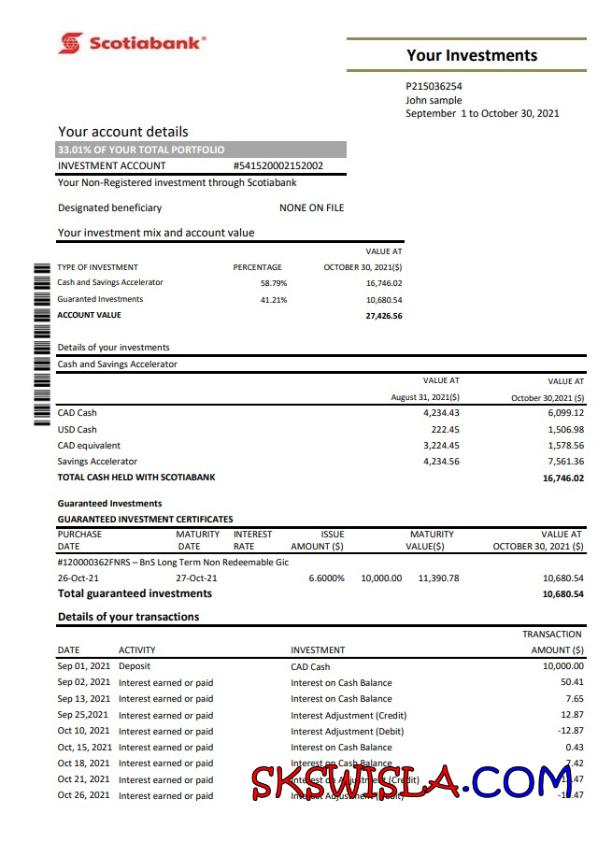 Scotiabank
Your Investments
P215036254
John sample
September 1 to October 30, 2021
Your account details
33.01% OF YOUR TOTAL PORTFOLIO
INVESTMENT ACCOUNT #541520002152002
Your Non-Registered investment through Scotiabank
Designated beneficiary NONE ON FILE
Your investment mix and account value
VALUE AT
TYPE OF INVESTMENT PERCENTAGE OCTOBER 30, 2021($)
Cash and Savings Accelerator 58.79% 16,746.02
Guaranted Investments 41.21% 10,680.54
ACCOUNT VALUE 27,426.56
Details of your investments
Cash and Savings Accelerator
VALUE AT VALUE AT
August 31, 2021($) October 30,2021 ($)
CAD Cash 4,234.43 6,099.12
USD Cash 222.45 1,506.98
CAD equivalent 3,224.45 1,578.56
Savings Accelerator 4,234.56 7,561.36
TOTAL CASH HELD WITH SCOTIABANK 16,746.02
Guaranteed Investments
GUARANTEED INVESTMENT CERTIFICATES
PURCHASE MATURITY INTEREST ISSUE MATURITY VALUE AT
DATE DATE RATE AMOUNT ($) VALUE($) OCTOBER 30, 2021 ($)
#120000362FNRS – BnS Long Term Non Redeemable Gic
26-Oct-21 27-Oct-21 6.6000% 10,000.00 11,390.78 10,680.54
Total guaranteed investments 10,680.54
Details of your transactions
TRANSACTION
DATE ACTIVITY INVESTMENT AMOUNT ($)
Sep 01, 2021 Deposit CAD Cash 10,000.00
Sep 02, 2021 Interest earned or paid Interest on Cash Balance 50.41
Sep 13, 2021 Interest earned or paid Interest on Cash Balance 7.65
Sep 25,2021 Interest earned or paid Interest Adjustment (Credit) 12.87
Oct 10, 2021 Interest earned or paid Interest Adjustment (Debit) -12.87
Oct, 15, 2021 Interest earned or paid Interest on Cash Balance 0.43
Oct 18, 2021 Interest earned or paid Interest on Cash Balance 7.42
Oct 21, 2021 Interest earned or paid (Credit)
Oct 26, 2021 Interest earned or paid
SKSWISLA.COM